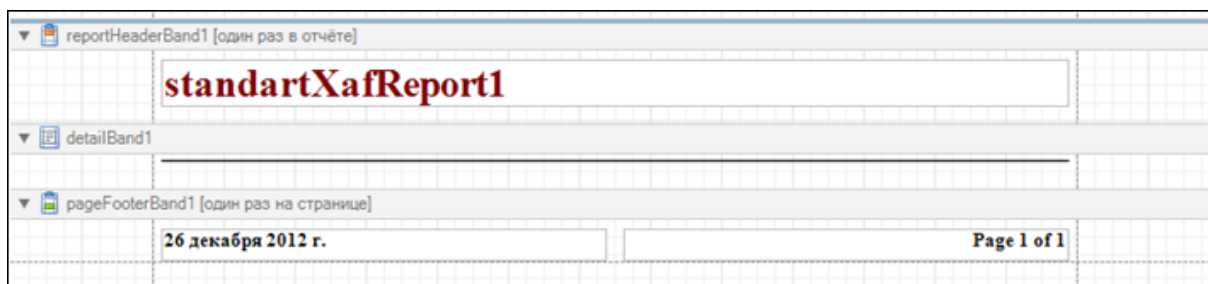 reportHeaderBand1 [один раз в отчёте]
standartXafReport1
detailBand1
pageFooterBand1 [один раз на странице]
26 декабря 2012 г. Page 1 of 1